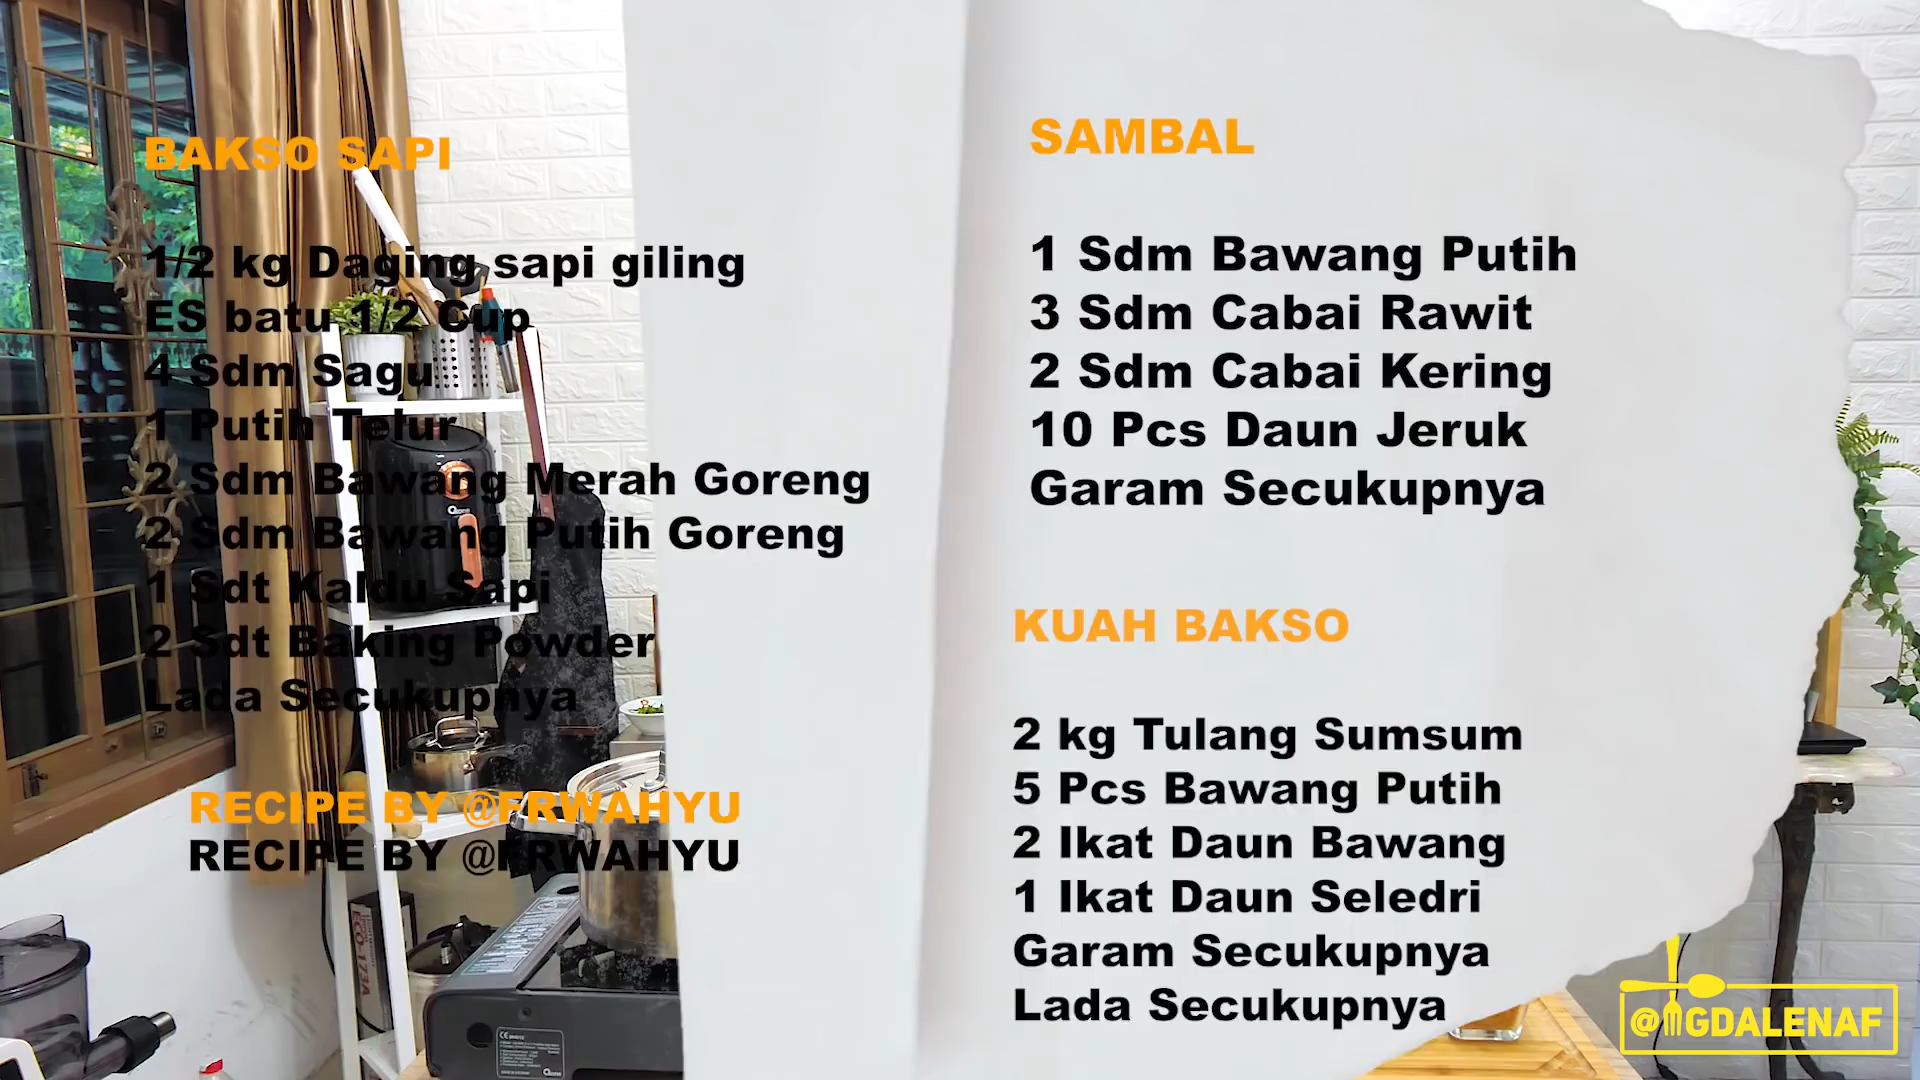 BAKSO SAPI
1/2 kg Daging sapi giling
ES batu 1/2 Cup
4 Sdm Sagu
1 Putih Telur
2 Sdm Bawang Merah Goreng
2 Sdm Bawang Putih Goreng
1 Sdt Kaldu Sapi
2 Sdt Baking Powder
Lada Secukupnya
RECIPE BY @FRWAHYU
RECIPE BY @FRWAHYU
SAMBAL
1 Sdm Bawang Putih
3 Sdm Cabai Rawit
2 Sdm Cabai Kering
10 Pcs Daun Jeruk
Garam Secukupnya
KUAH BAKSO
2 kg Tulang Sumsum
5 Pcs Bawang Putih
2 Ikat Daun Bawang
1 Ikat Daun Seledri
Garam Secukupnya
Lada Secukupnya
@MGDALENAF